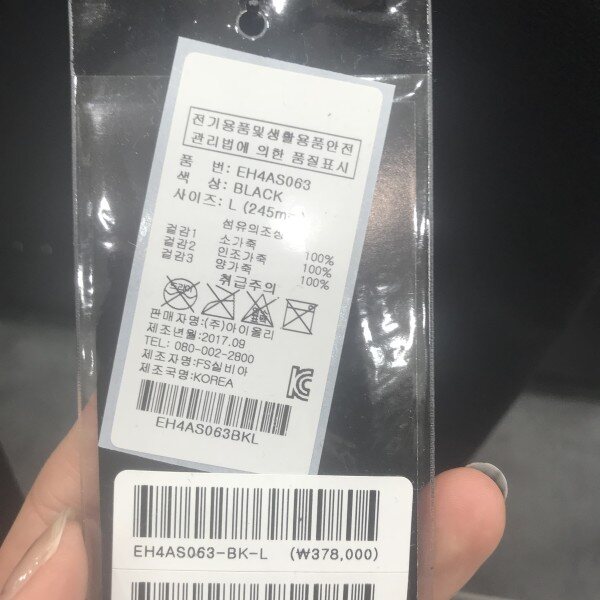 전기용품및생활용품안전
관리법에 의한 품질표시
품 번: EH4AS063
색 상: BLACK
사이즈: L (245m
섬유의조성
겉감1 소가죽 100%
겉감2 인조가죽 100%
겉감3 양가죽 100%
취급주의
판매자명:(주)아이올리
제조년월:2017.09
TEL: 080-002-2800
제조자명:FS실비아
제조국명:KOREA
EH4AS063BKL
EH4AS063-BK-L (₩378,000)